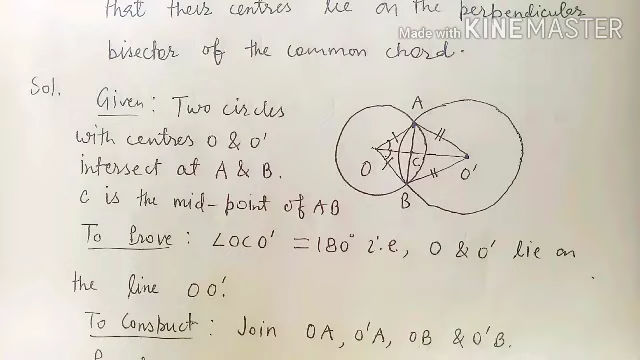 that their centres lie on the perpendicular
Made with KINEMASTER
bisector of the common chord.
Sol.
Given: Two circles
with centres O & O'
intersect at A & B.
C is the mid-point of AB
A
O
C
O'
B
To Prove: ∠OCO' = 180° i.e, O & O' lie on
the line OO'.
To Construct: Join OA, O'A, OB & O'B.